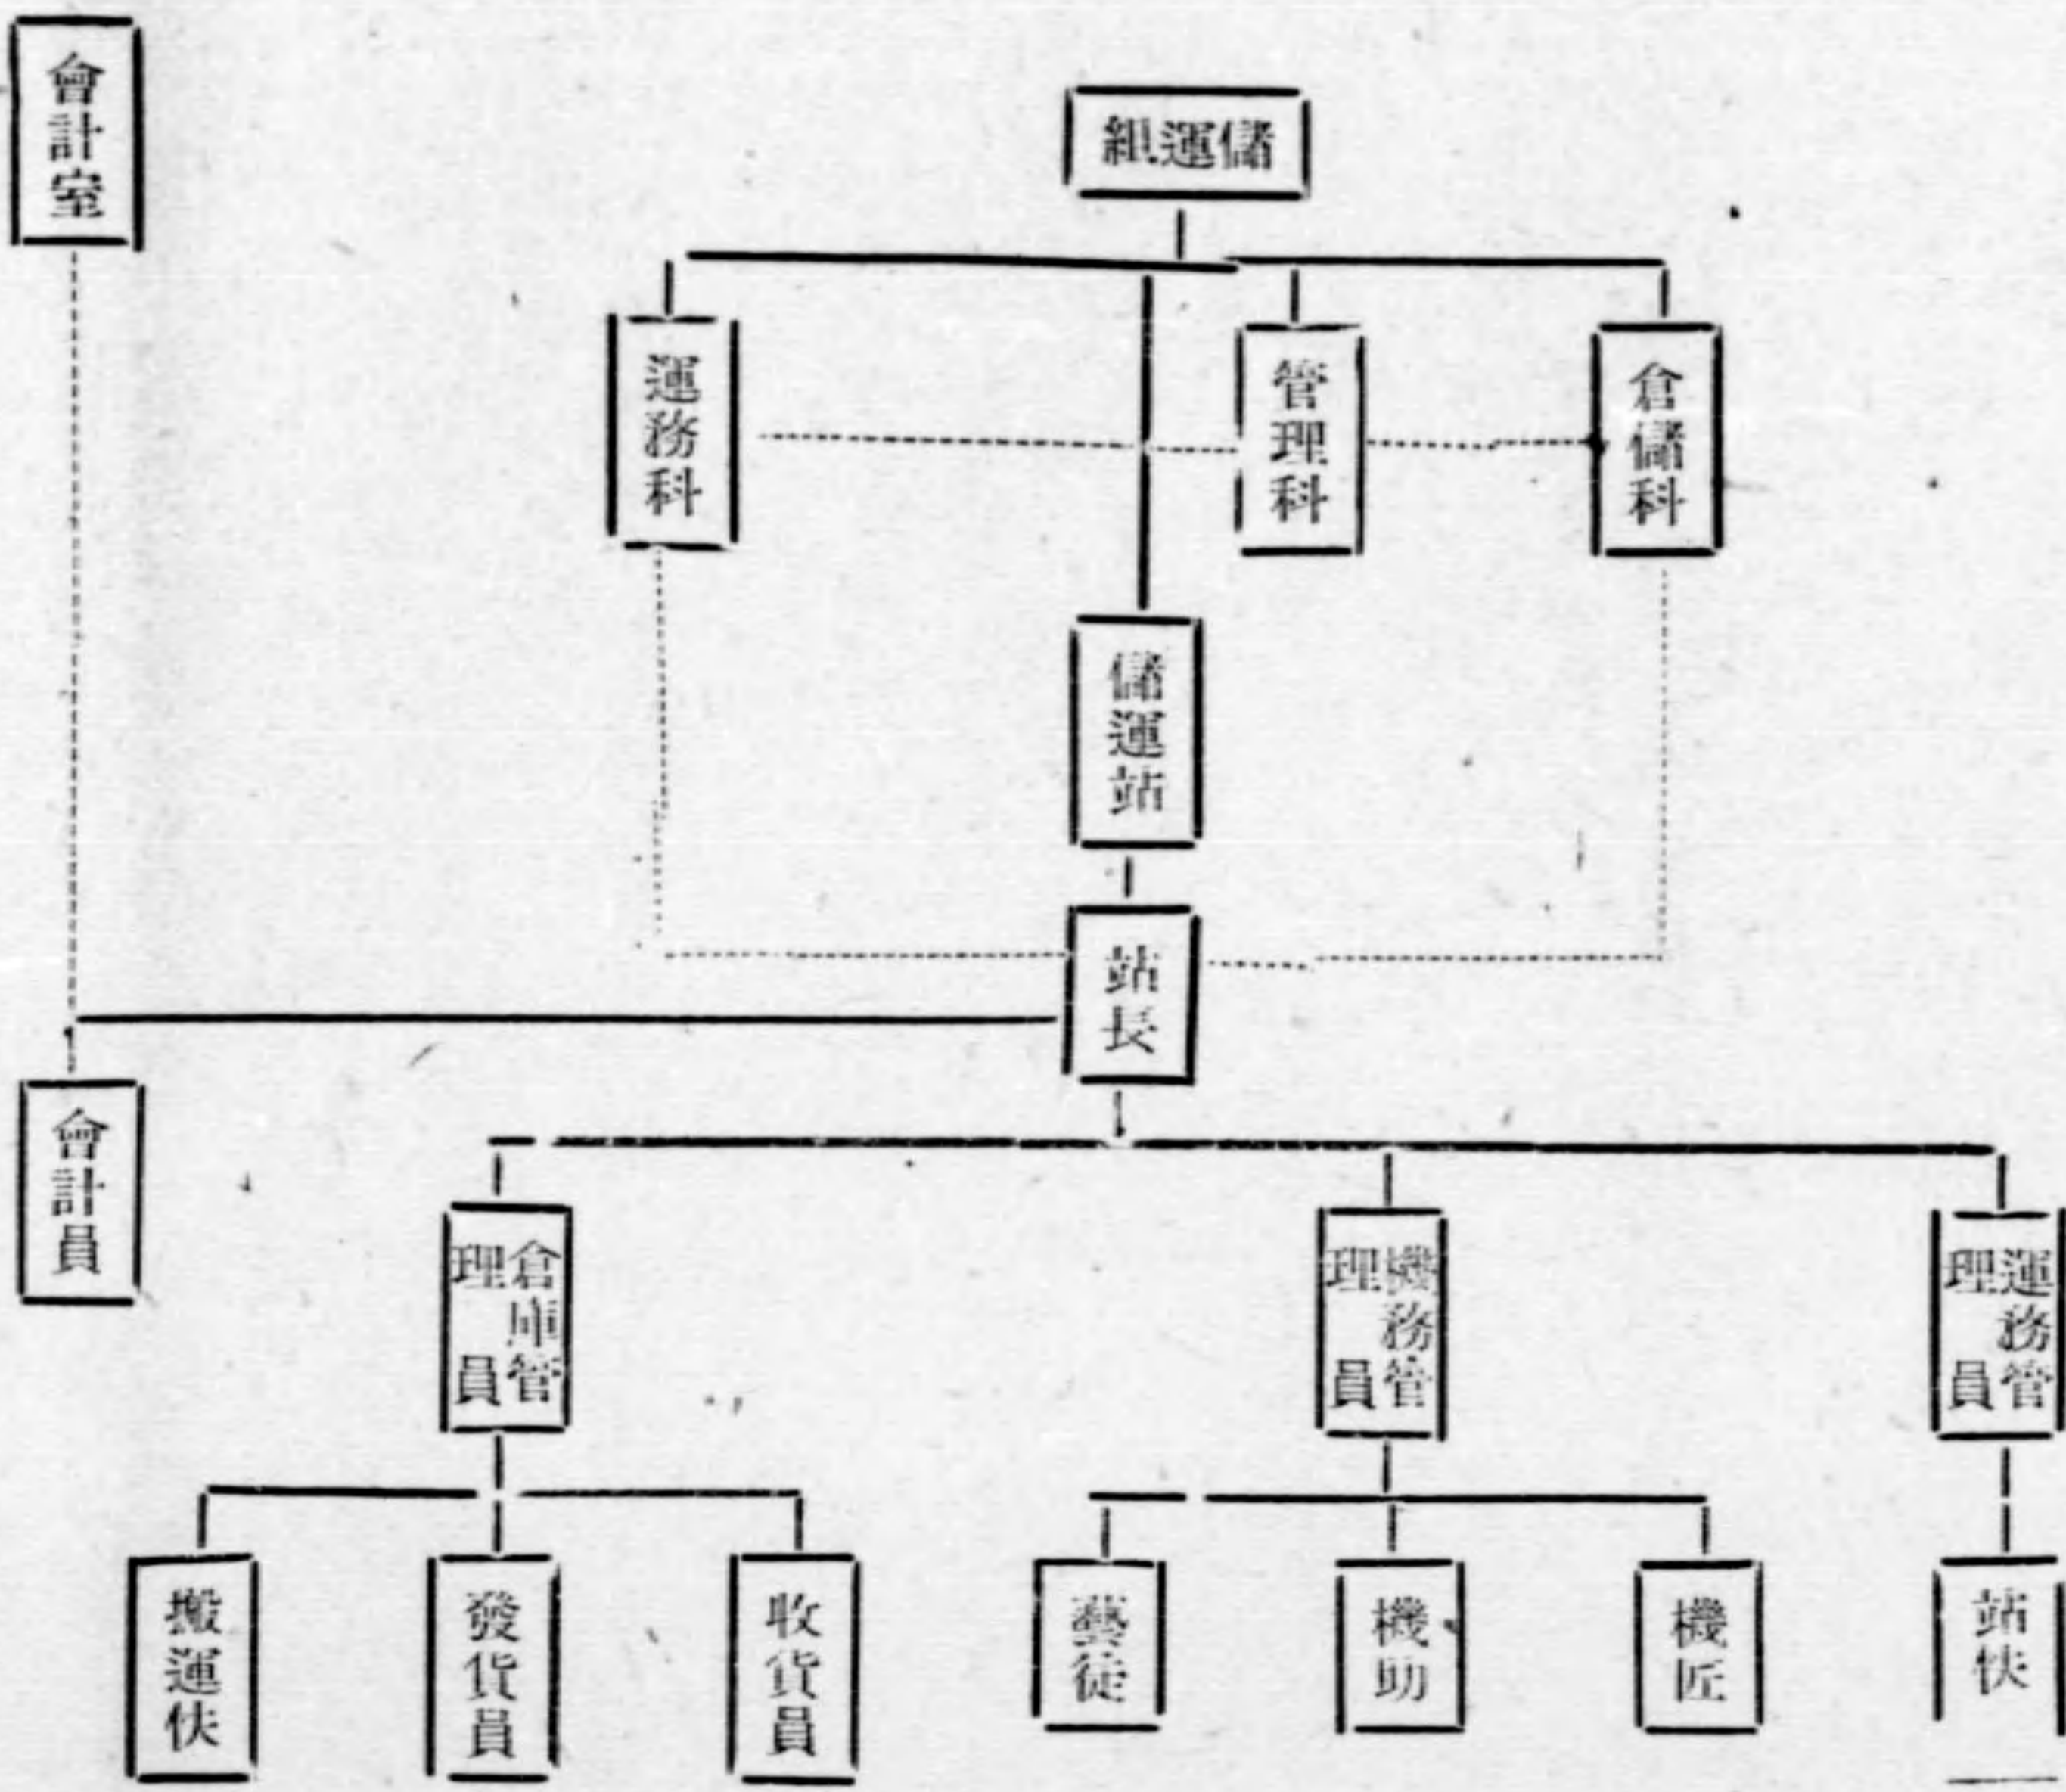 儲運組
倉儲科
管理科
運務科
會計室
儲運站
站長
會計員
運務管理員
機務管理員
倉庫管理員
站伕
機匠
機助
藝徒
收貨員
發貨員
搬運伕